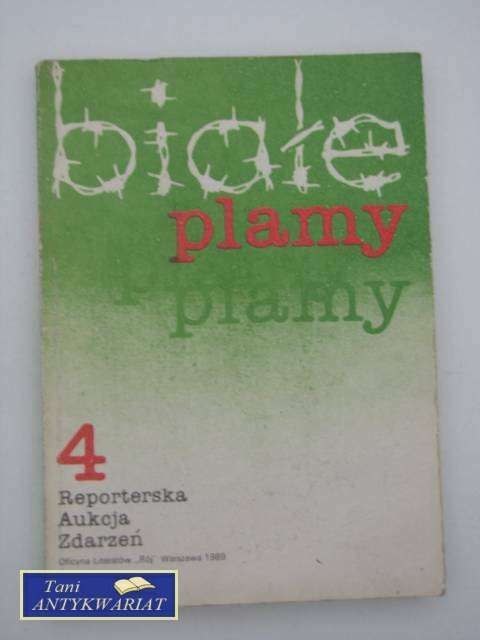 białe
plamy
plamy
4
Reporterska
Aukcja
Zdarzeń
Oficyna Literatów „Rój” Warszawa 1989
Tani
ANTYKWARIAT